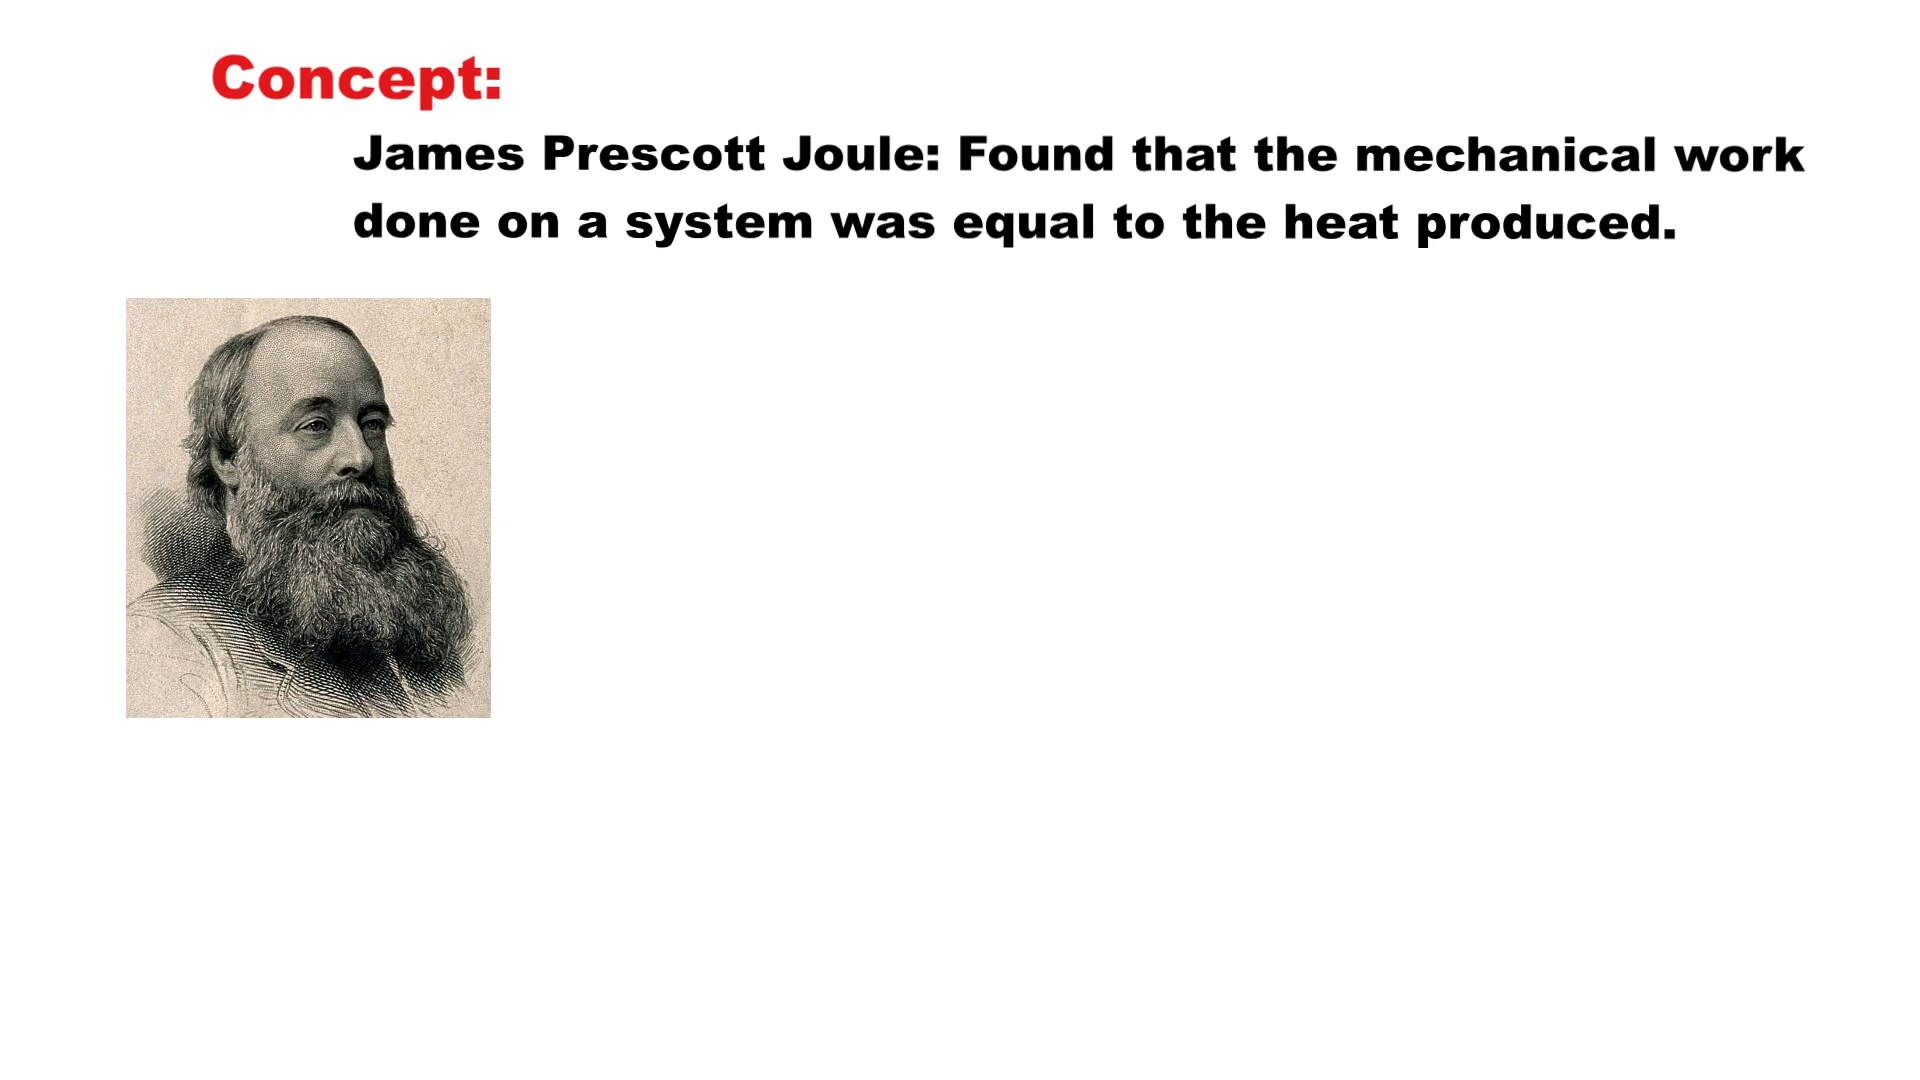 Concept:
James Prescott Joule: Found that the mechanical work
done on a system was equal to the heat produced.